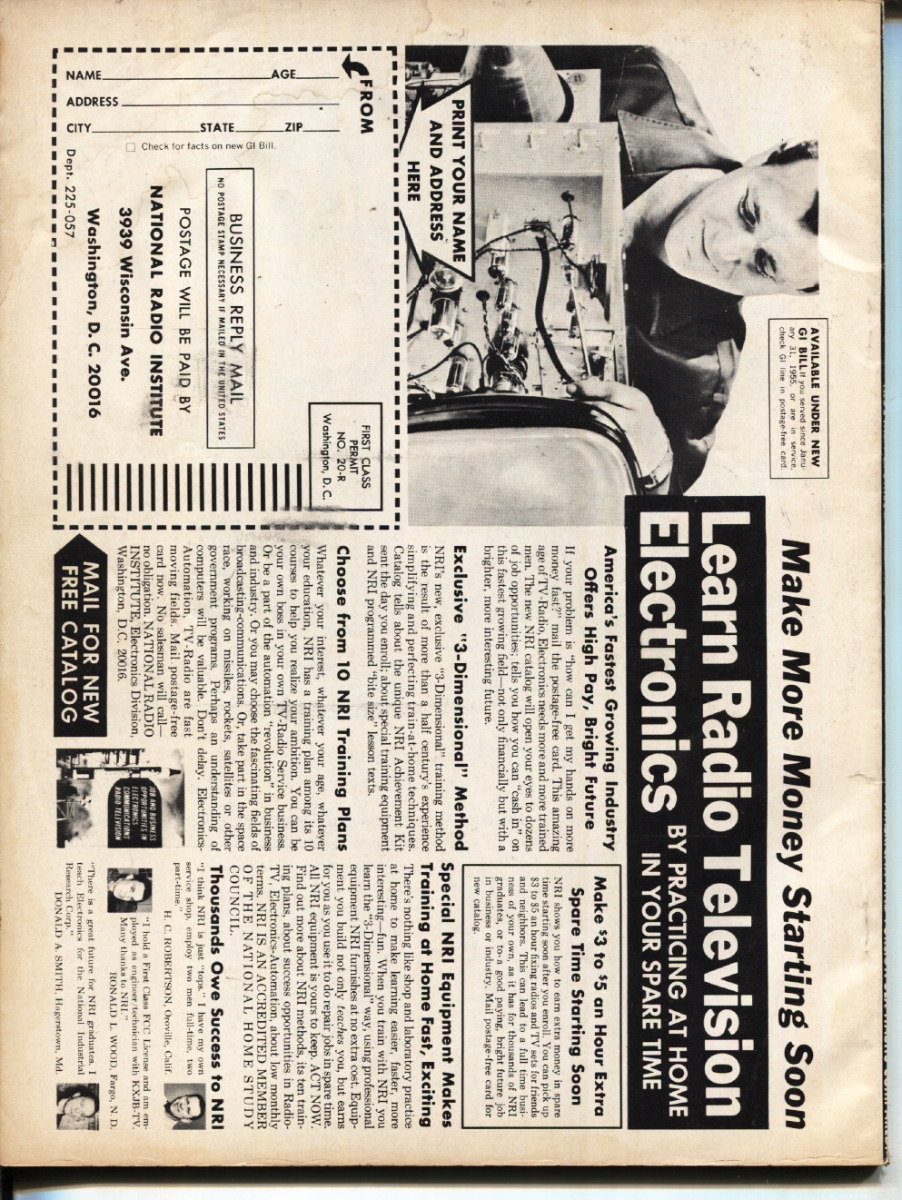 Make More Money Starting Soon
Learn Radio Television
Electronics
BY PRACTICING AT HOME
IN YOUR SPARE TIME
AVAILABLE UNDER NEW
GI BILL. If you served since Janu-
ary 31, 1955, or are in service,
check GI line in postage-free card.
America's Fastest Growing Industry
Offers High Pay, Bright Future
If your problem is "how can I get my hands on more
money fast?" mail the postage-free card. This amazing
age of TV-Radio, Electronics needs more and more trained
men. The new NRI catalog will open your eyes to dozens
of job opportunities; tells you how you can "cash in" on
this fastest growing field—not only financially but with a
brighter, more interesting future.
Exclusive "3-Dimensional" Method
NRI's new, exclusive "3-Dimensional" training method
is the result of more than a half century's experience
simplifying and perfecting train-at-home techniques.
Catalog tells about the unique NRI Achievement Kit
sent the day you enroll; about special training equipment
and NRI programed "bite size" lesson texts.
Choose from 10 NRI Training Plans
Whatever your interest, whatever your age, whatever
your education, NRI has a training plan among its 10
courses to help you realize your ambition. You can be
your own boss in your own TV-Radio Service business.
Or be a part of the automation "revolution" in business
and industry. Or you may choose the fascinating fields of
broadcasting-communications. Or, take part in the space
race, working on missiles, rockets, satellites or other
government programs. Perhaps an understanding of
computers will be valuable. Don't delay. Electronics-
Automation, TV-Radio are fast
moving fields. Mail postage-free
card now. No salesman will call—
no obligation. NATIONAL RADIO
INSTITUTE, Electronics Division,
Washington, D.C. 20016.
MAIL FOR NEW
FREE CATALOG
JOB AND BUSINESS
OPPORTUNITIES IN
ELECTRONICS
COMMUNICATIONS
RADIO TELEVISION
Make $3 to $5 an Hour Extra
Spare Time Starting Soon
NRI shows you how to earn extra money in spare
time starting soon after you enroll. You can pick up
$3 to $5 an hour fixing radios and TV sets for friends
and neighbors. This can lead to a full time busi-
ness of your own, as it has for thousands of NRI
graduates, or to a good paying, bright future job
in business or industry. Mail postage-free card for
new catalog.
Special NRI Equipment Makes
Training at Home Fast, Exciting
There's nothing like shop and laboratory practice
at home to make learning easier, faster, more
interesting—fun. When you train with NRI you
learn the "3-Dimensional" way, using professional
equipment NRI furnishes at no extra cost. Equip-
ment you build not only teaches you, but earns
for you as you use it to do repair jobs in spare time.
All NRI equipment is yours to keep. ACT NOW.
Find out more about NRI methods, its ten train-
ing plans, about success opportunities in Radio-
TV, Electronics-Automation, about low monthly
terms. NRI IS AN ACCREDITED MEMBER
OF THE NATIONAL HOME STUDY
COUNCIL.
Thousands Owe Success to NRI
"I think NRI is just "tops." I have my own
service shop, employ two men full-time, two
part-time."
H. C. ROBERTSON, Oroville, Calif.
"I hold a First Class FCC License and am em-
ployed as engineer/technician with KXJB-TV.
Many thanks to NRI."
RONALD L. WOOD, Fargo, N. D.
"There is a great future for NRI graduates. I
teach Electronics for the National Industrial
Research Corp."
DONALD A. SMITH, Hagerstown, Md.
PRINT YOUR NAME
AND ADDRESS
HERE
FROM
NAME AGE
ADDRESS
CITY STATE ZIP
Check for facts on new GI Bill.
FIRST CLASS
PERMIT
NO. 20-R
Washington, D.C.
BUSINESS REPLY MAIL
NO POSTAGE STAMP NECESSARY IF MAILED IN THE UNITED STATES
POSTAGE WILL BE PAID BY
NATIONAL RADIO INSTITUTE
3939 Wisconsin Ave.
Washington, D. C. 20016
Dept. 225-057